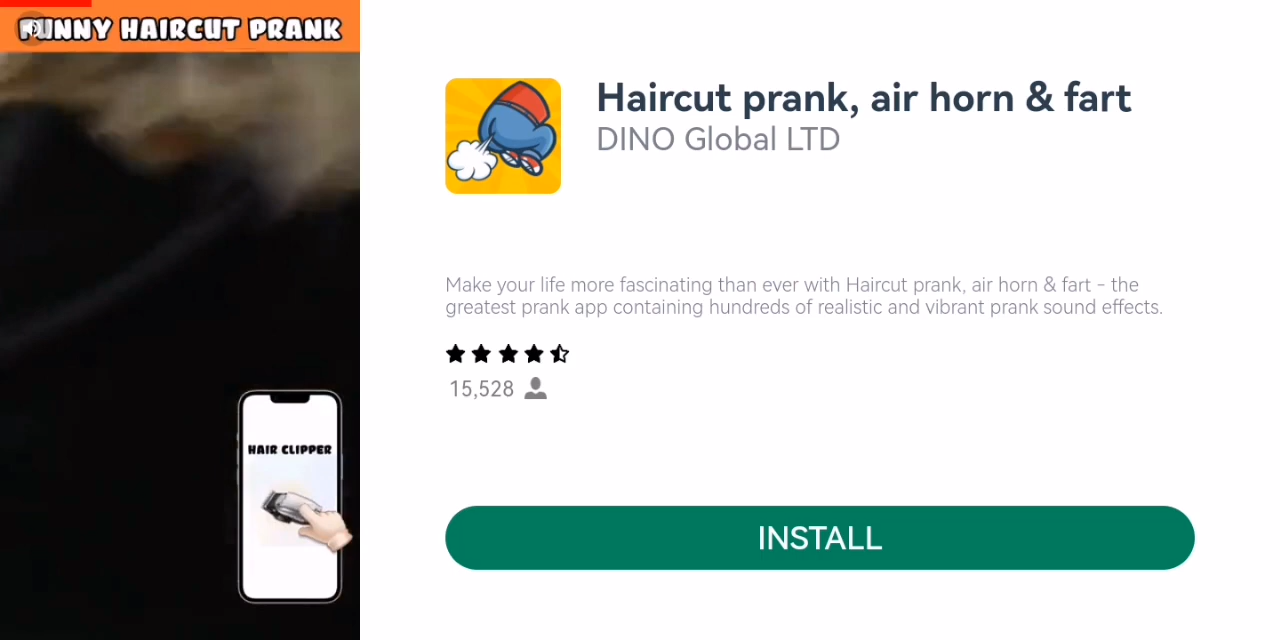 FUNNY HAIRCUT PRANK
HAIR CLIPPER
Haircut prank, air horn & fart
DINO Global LTD
Make your life more fascinating than ever with Haircut prank, air horn & fart - the
greatest prank app containing hundreds of realistic and vibrant prank sound effects.
15,528
INSTALL